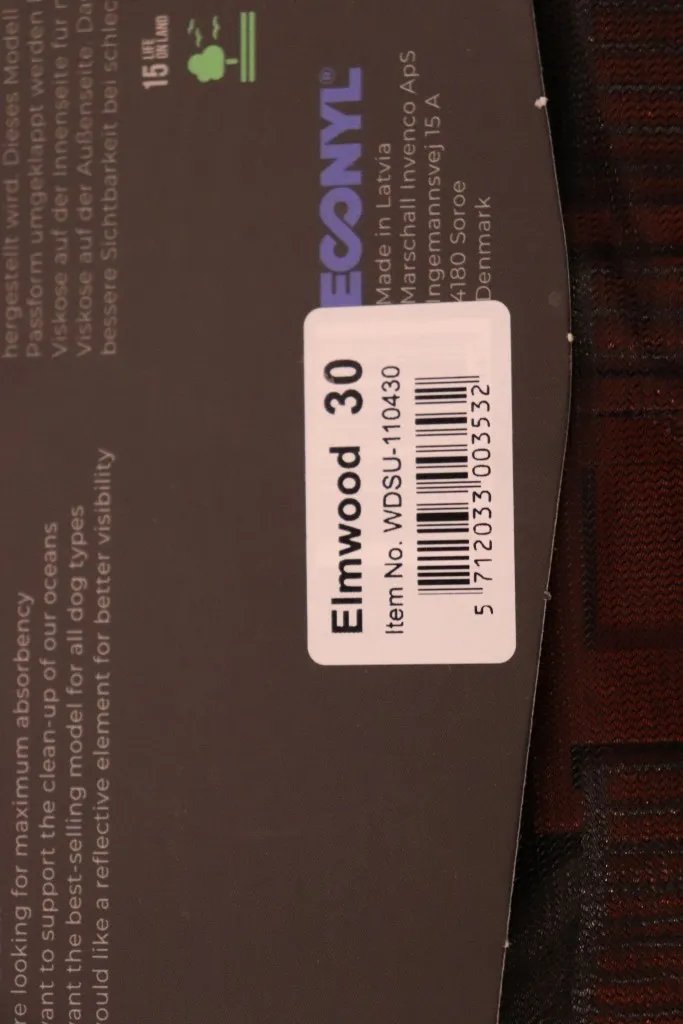 hergestellt wird. Dieses Modell
Passform umgeklappt werden
Viskose auf der Innenseite für
Viskose auf der Außenseite. Da
bessere Sichtbarkeit bei schlec
15 LIFE
ON LAND
ECONYL®
Made in Latvia
Marschall Invenco ApS
Ingemannsvej 15 A
4180 Soroe
Denmark
Elmwood 30
Item No. WDSU-110430
5 712033 003532
re looking for maximum absorbency
ant to support the clean-up of our oceans
ant the best-selling model for all dog types
ould like a reflective element for better visibility